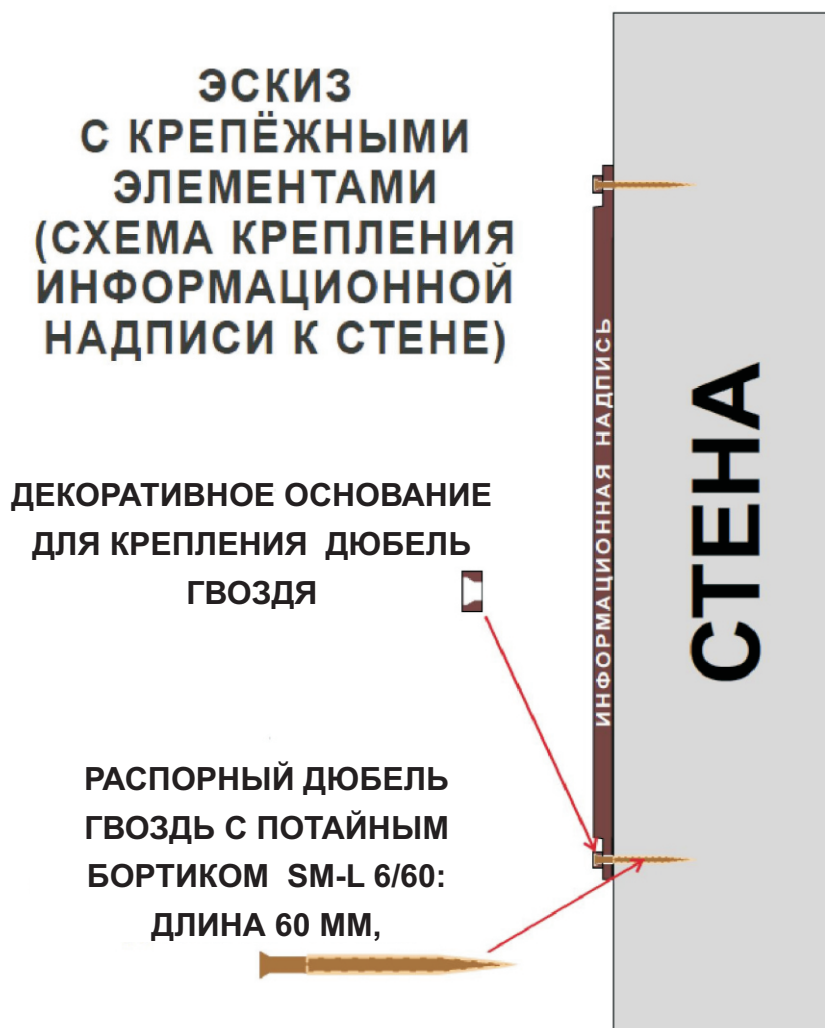 ЭСКИЗ
С КРЕПЁЖНЫМИ
ЭЛЕМЕНТАМИ
(СХЕМА КРЕПЛЕНИЯ
ИНФОРМАЦИОННОЙ
НАДПИСИ К СТЕНЕ)
ДЕКОРАТИВНОЕ ОСНОВАНИЕ
ДЛЯ КРЕПЛЕНИЯ ДЮБЕЛЬ
ГВОЗДЯ
РАСПОРНЫЙ ДЮБЕЛЬ
ГВОЗДЬ С ПОТАЙНЫМ
БОРТИКОМ SM-L 6/60:
ДЛИНА 60 ММ,
ИНФОРМАЦИОННАЯ НАДПИСЬ
СТЕНА